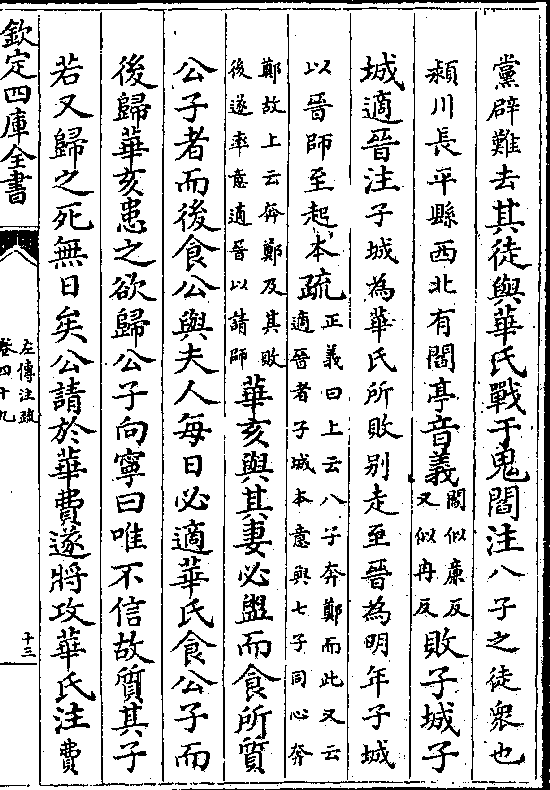 黨辟難去其徒與華氏戰于鬼閻注八子之徒衆也
潁川長平縣西北有閻亭音義閻似廉反又似冉反敗子城子
城適晉注子城為華氏所敗別走至晉為明年子城
以晉師至起本疏正義曰上云八子奔鄭而此又云適晉者子城本意與七子同心奔
鄭故上云奔鄭及其敗後遂率意適晉以請師華亥與其妻必盥而食所質
公子者而後食公與夫人每日必適華氏食公子而
後歸華亥患之欲歸公子向寧曰唯不信故質其子
若又歸之死無日矣公請於華費遂將攻華氏注費
欽定四庫全書
左傳注疏
卷四十九
十三